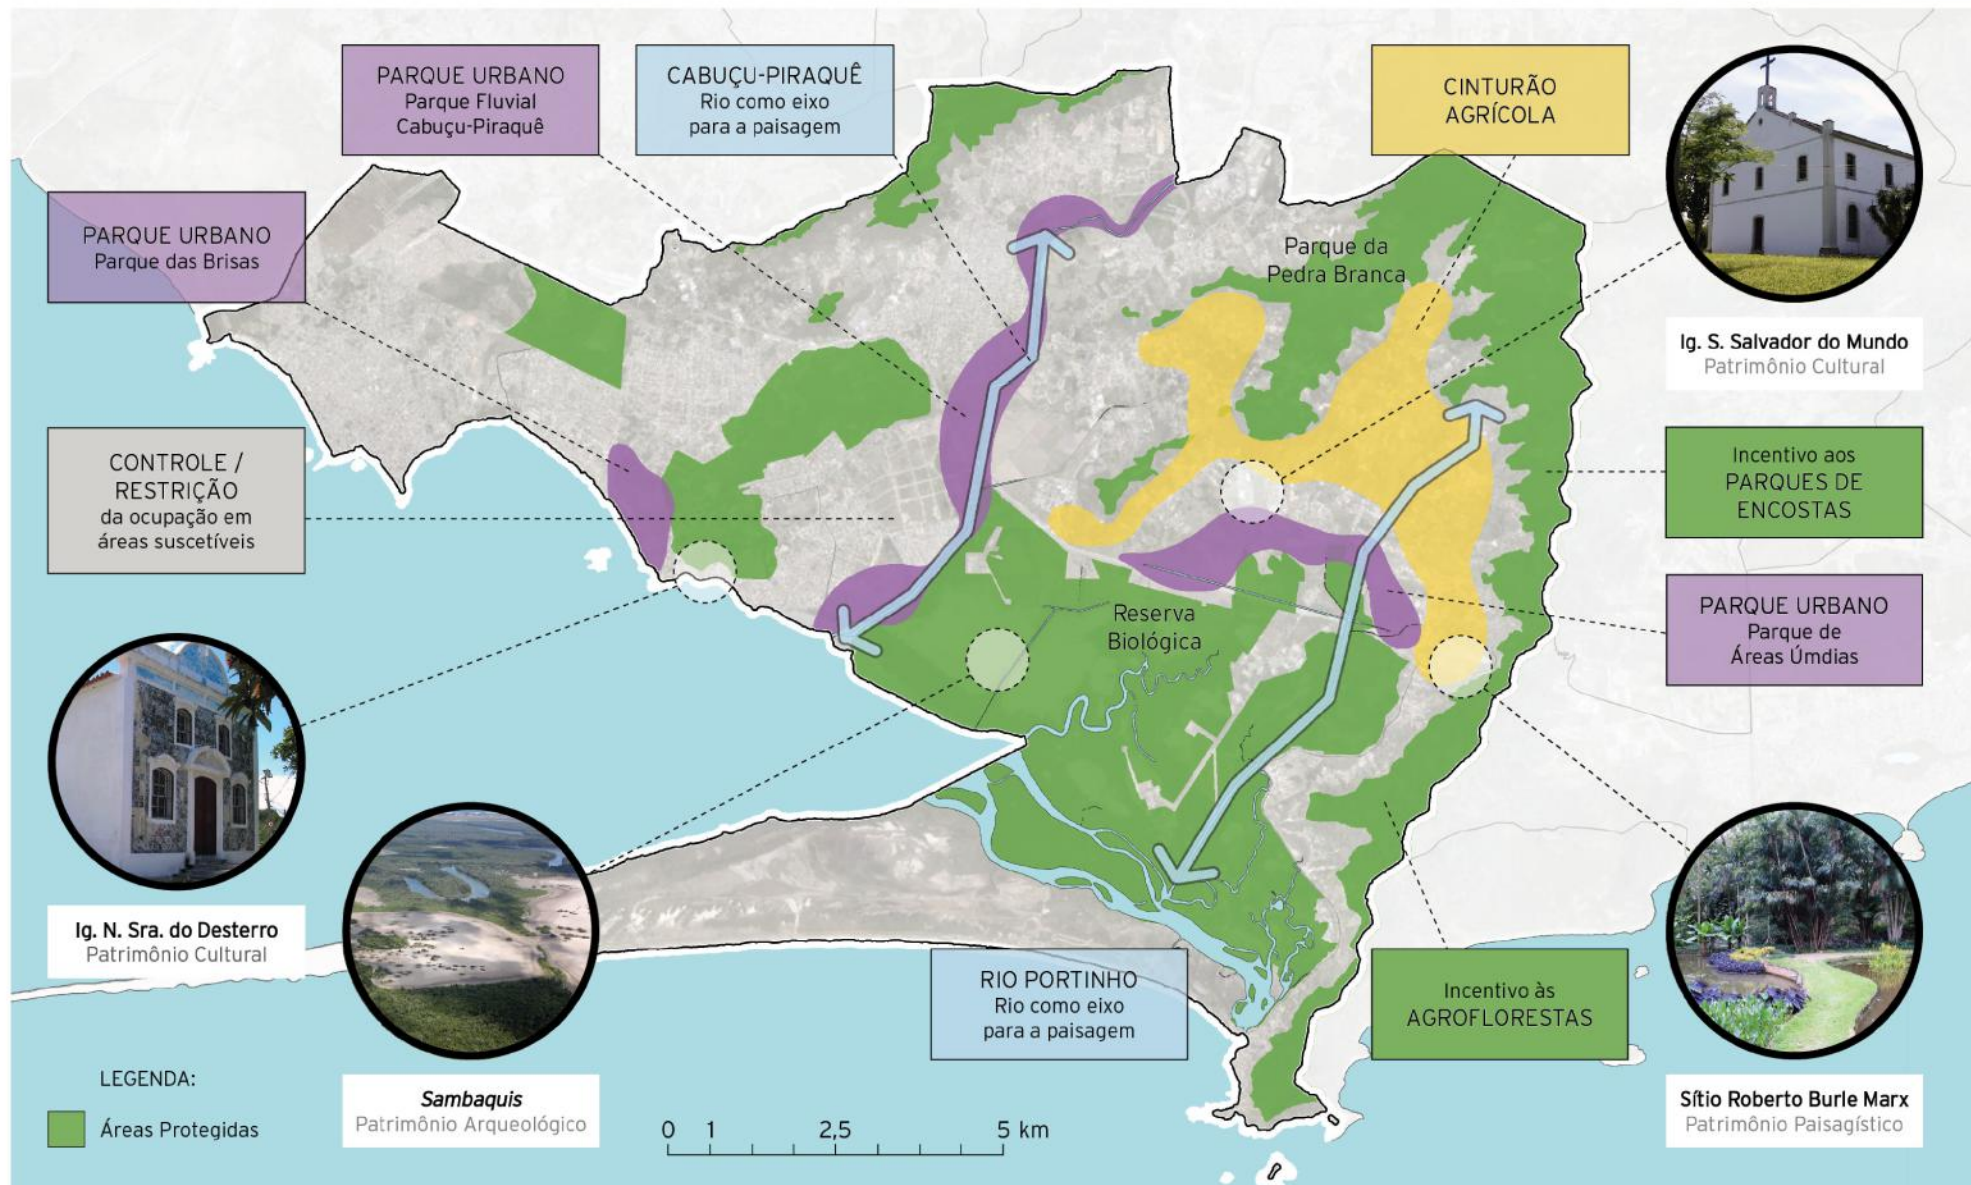 PARQUE URBANO
Parque Fluvial
Cabuçu-Piraquê
CABUÇU-PIRAQUÊ
Rio como eixo
para a paisagem
CINTURÃO
AGRÍCOLA
PARQUE URBANO
Parque das Brisas
Parque da
Pedra Branca
Ig. S. Salvador do Mundo
Patrimônio Cultural
CONTROLE /
RESTRIÇÃO
da ocupação em
áreas suscetíveis
Incentivo aos
PARQUES DE
ENCOSTAS
Reserva
Biológica
PARQUE URBANO
Parque de
Áreas Úmdias
Ig. N. Sra. do Desterro
Patrimônio Cultural
RIO PORTINHO
Rio como eixo
para a paisagem
Incentivo às
AGROFLORESTAS
LEGENDA:
Áreas Protegidas
Sambaquis
Patrimônio Arqueológico
0 1 2,5 5 km
Sítio Roberto Burle Marx
Patrimônio Paisagístico